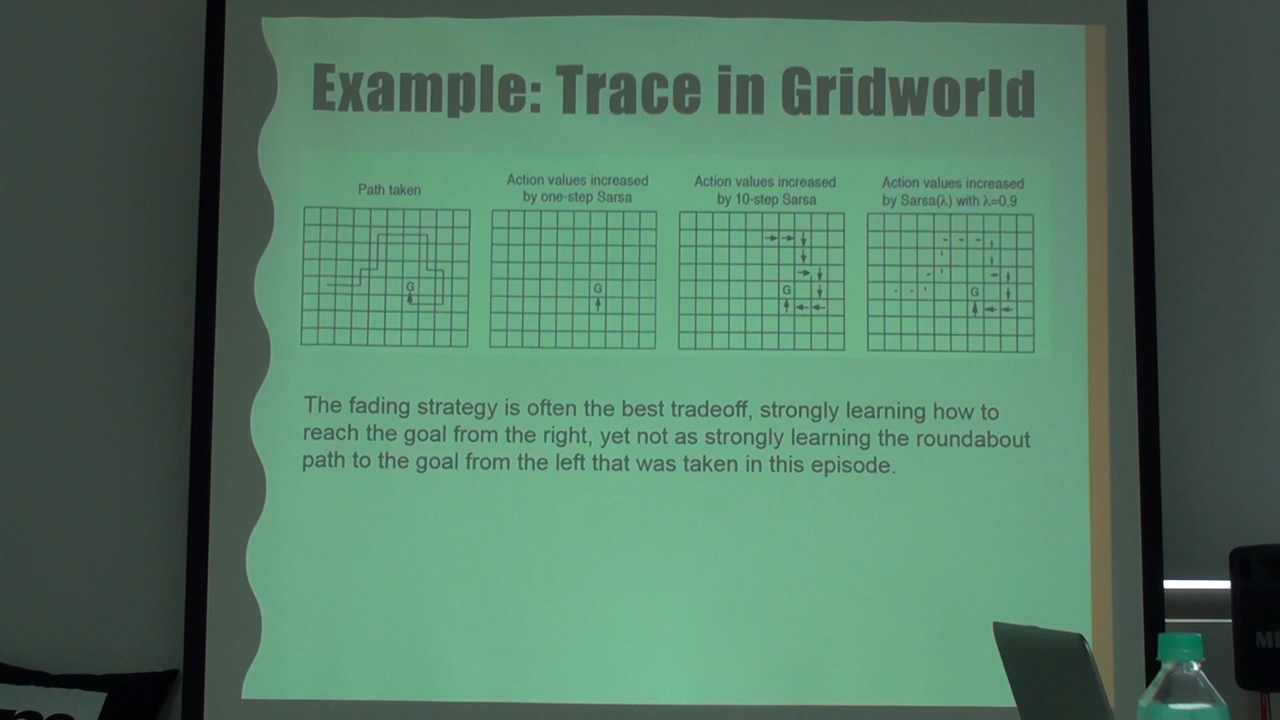 Example: Trace in Gridworld
Path taken
Action values increased
by one-step Sarsa
Action values increased
by 10-step Sarsa
Action values increased
by Sarsa(λ) with λ=0.9
G
G
G
G
The fading strategy is often the best tradeoff, strongly learning how to
reach the goal from the right, yet not as strongly learning the roundabout
path to the goal from the left that was taken in this episode.